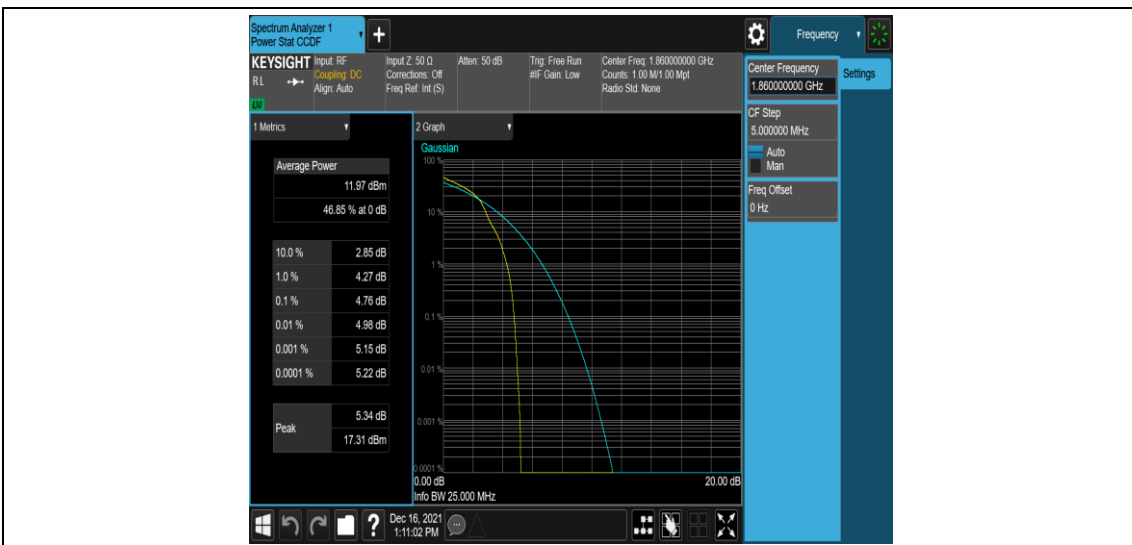 Spectrum Analyzer 1
Power Stat CCDF
+
Frequency
KEYSIGHT
RL
LXI
Input: RF
Coupling: DC
Align: Auto
Input Z: 50 Ω
Corrections: Off
Freq Ref: Int (S)
Atten: 50 dB
Trig: Free Run
#IF Gain: Low
Center Freq: 1.860000000 GHz
Counts: 1.00 M/1.00 Mpt
Radio Std: None
Center Frequency
1.860000000 GHz
Settings
CF Step
5.000000 MHz
Auto
Man
Freq Offset
0 Hz
1 Metrics
Average Power
11.97 dBm
46.85 % at 0 dB
10.0 % 2.85 dB
1.0 % 4.27 dB
0.1 % 4.76 dB
0.01 % 4.98 dB
0.001 % 5.15 dB
0.0001 % 5.22 dB
Peak
5.34 dB
17.31 dBm
2 Graph
Gaussian
100 %
10 %
1 %
0.1 %
0.01 %
0.001 %
0.0001 %
0.00 dB 20.00 dB
Info BW 25.000 MHz
?
Dec 16, 2021
1:11:02 PM